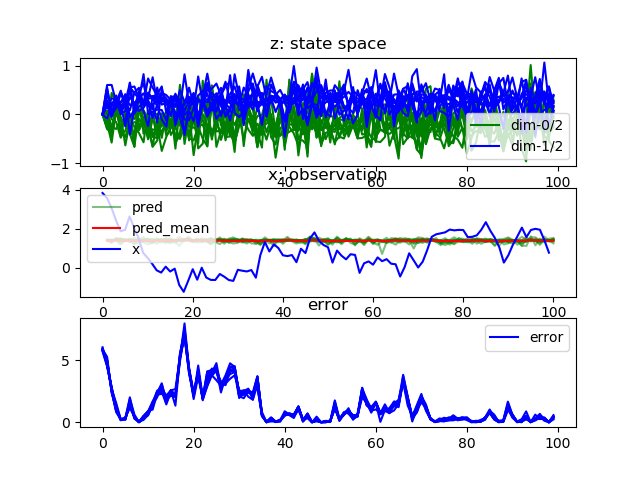 z: state space
1
0
−1
dim-0/2
dim-1/2
0 20 40 60 80 100
x: observation
4
2
0
pred
pred_mean
x
0 20 40 60 80 100
error
5
0
error
0 20 40 60 80 100